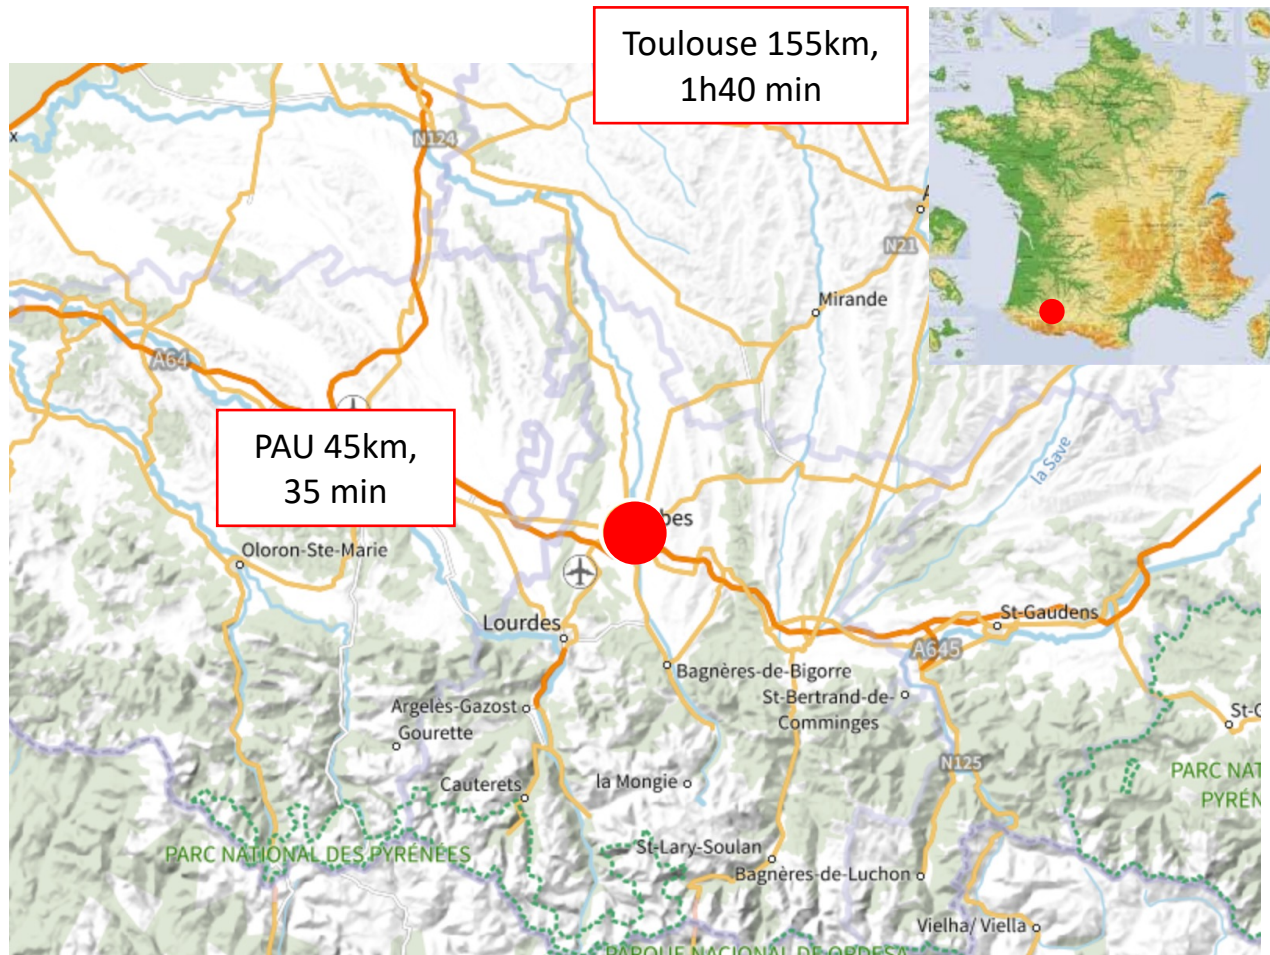 Toulouse 155km,
1h40 min
x
N124
N21
Mirande
A64
PAU 45km,
35 min
la Save
bes
Oloron-Ste-Marie
Lourdes
St-Gaudens
A645
Bagnères-de-Bigorre
St-Bertrand-de-
Comminges
Argelès-Gazost
Gourette
St-G
N125
Cauterets
la Mongie
PARC NAT
PYRÉN
PARC NATIONAL DES PYRÉNÉES
St-Lary-Soulan
Bagnères-de-Luchon
Vielha/ Viella
PARQUE NACIONAL DE ORDESA